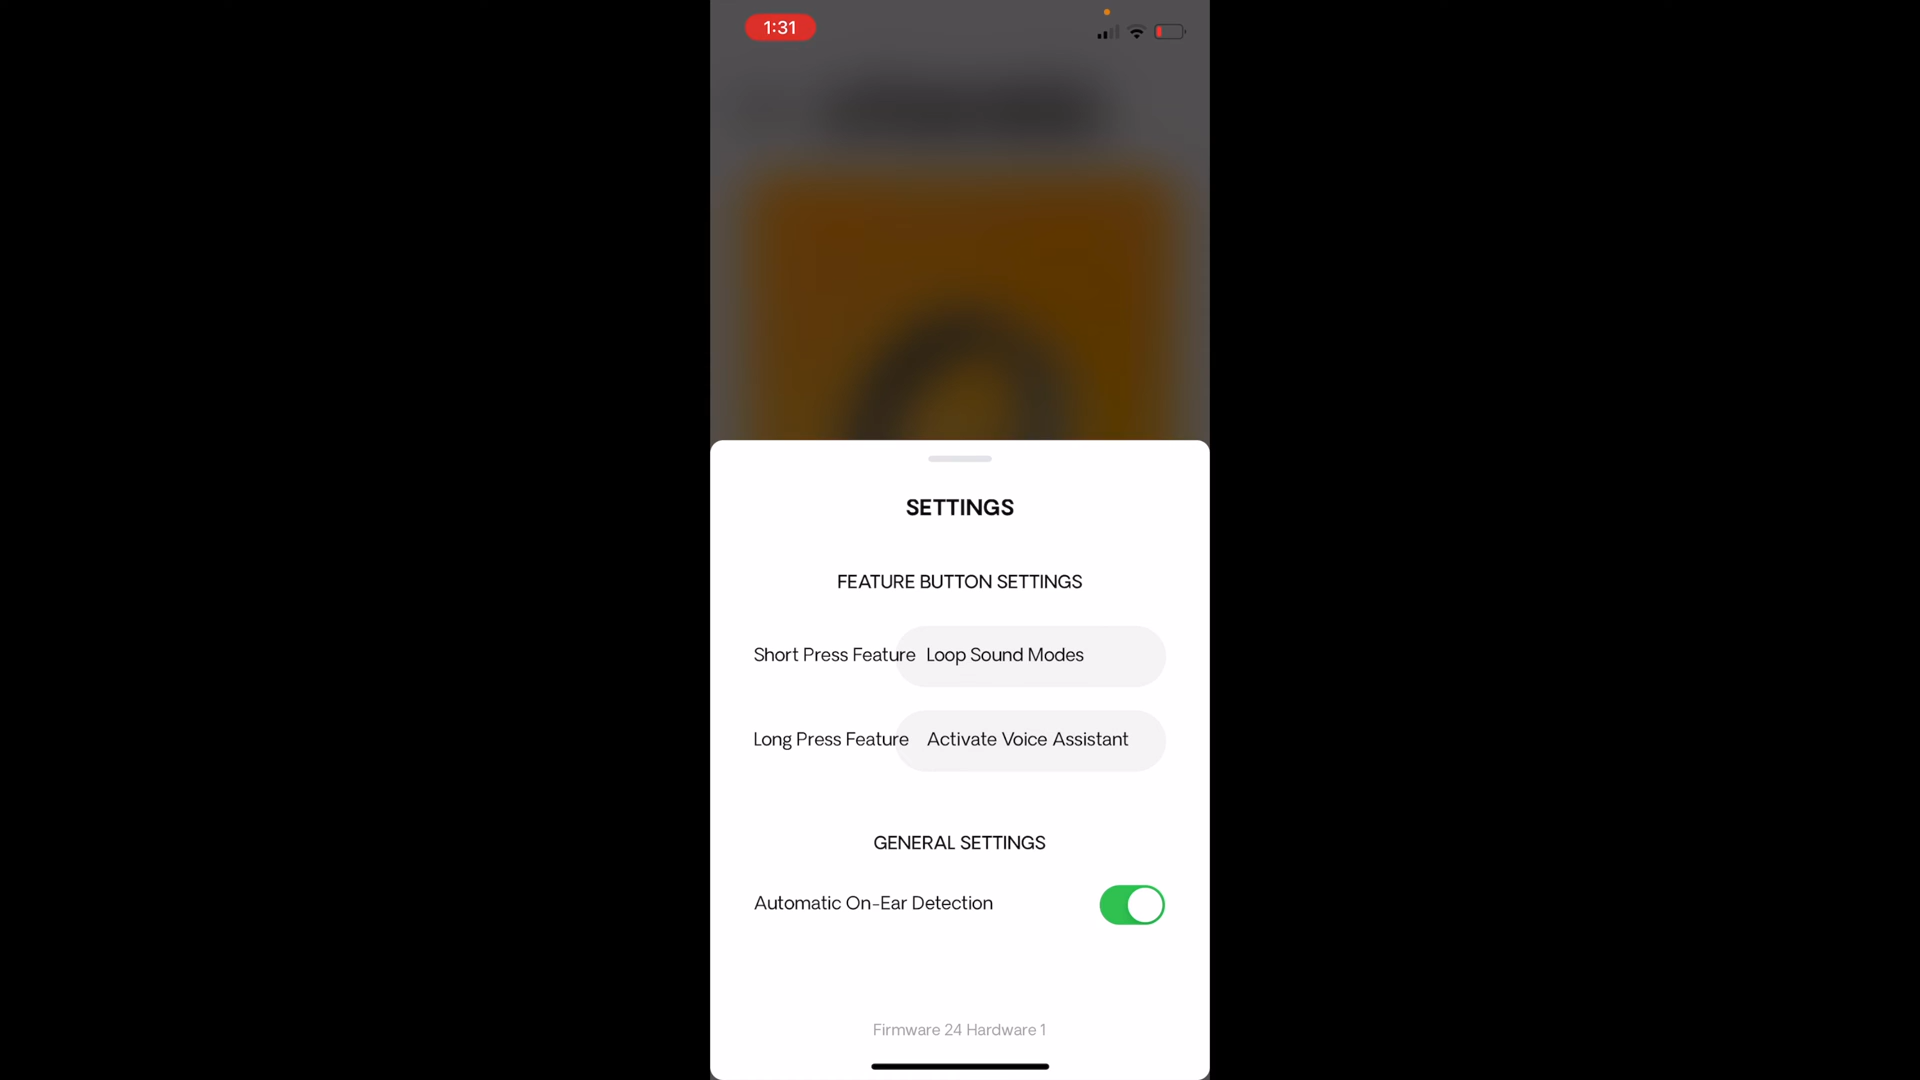 1:31
SETTINGS
FEATURE BUTTON SETTINGS
Short Press Feature Loop Sound Modes
Long Press Feature Activate Voice Assistant
GENERAL SETTINGS
Automatic On-Ear Detection
Firmware 24 Hardware 1